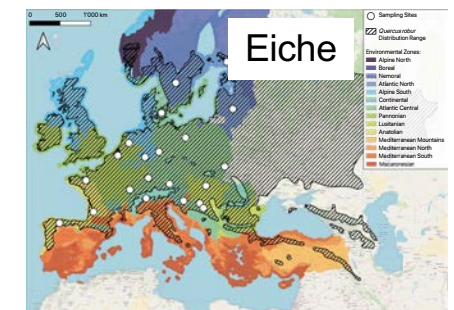 0 500 1'000 km
Eiche
Sampling Sites
Quercus robur
Distribution Range
Environmental Zones:
Alpine North
Boreal
Nemoral
Atlantic North
Alpine South
Continental
Atlantic Central
Pannonian
Lusitanian
Anatolian
Mediterranean Mountains
Mediterranean North
Mediterranean South
Macaronesian